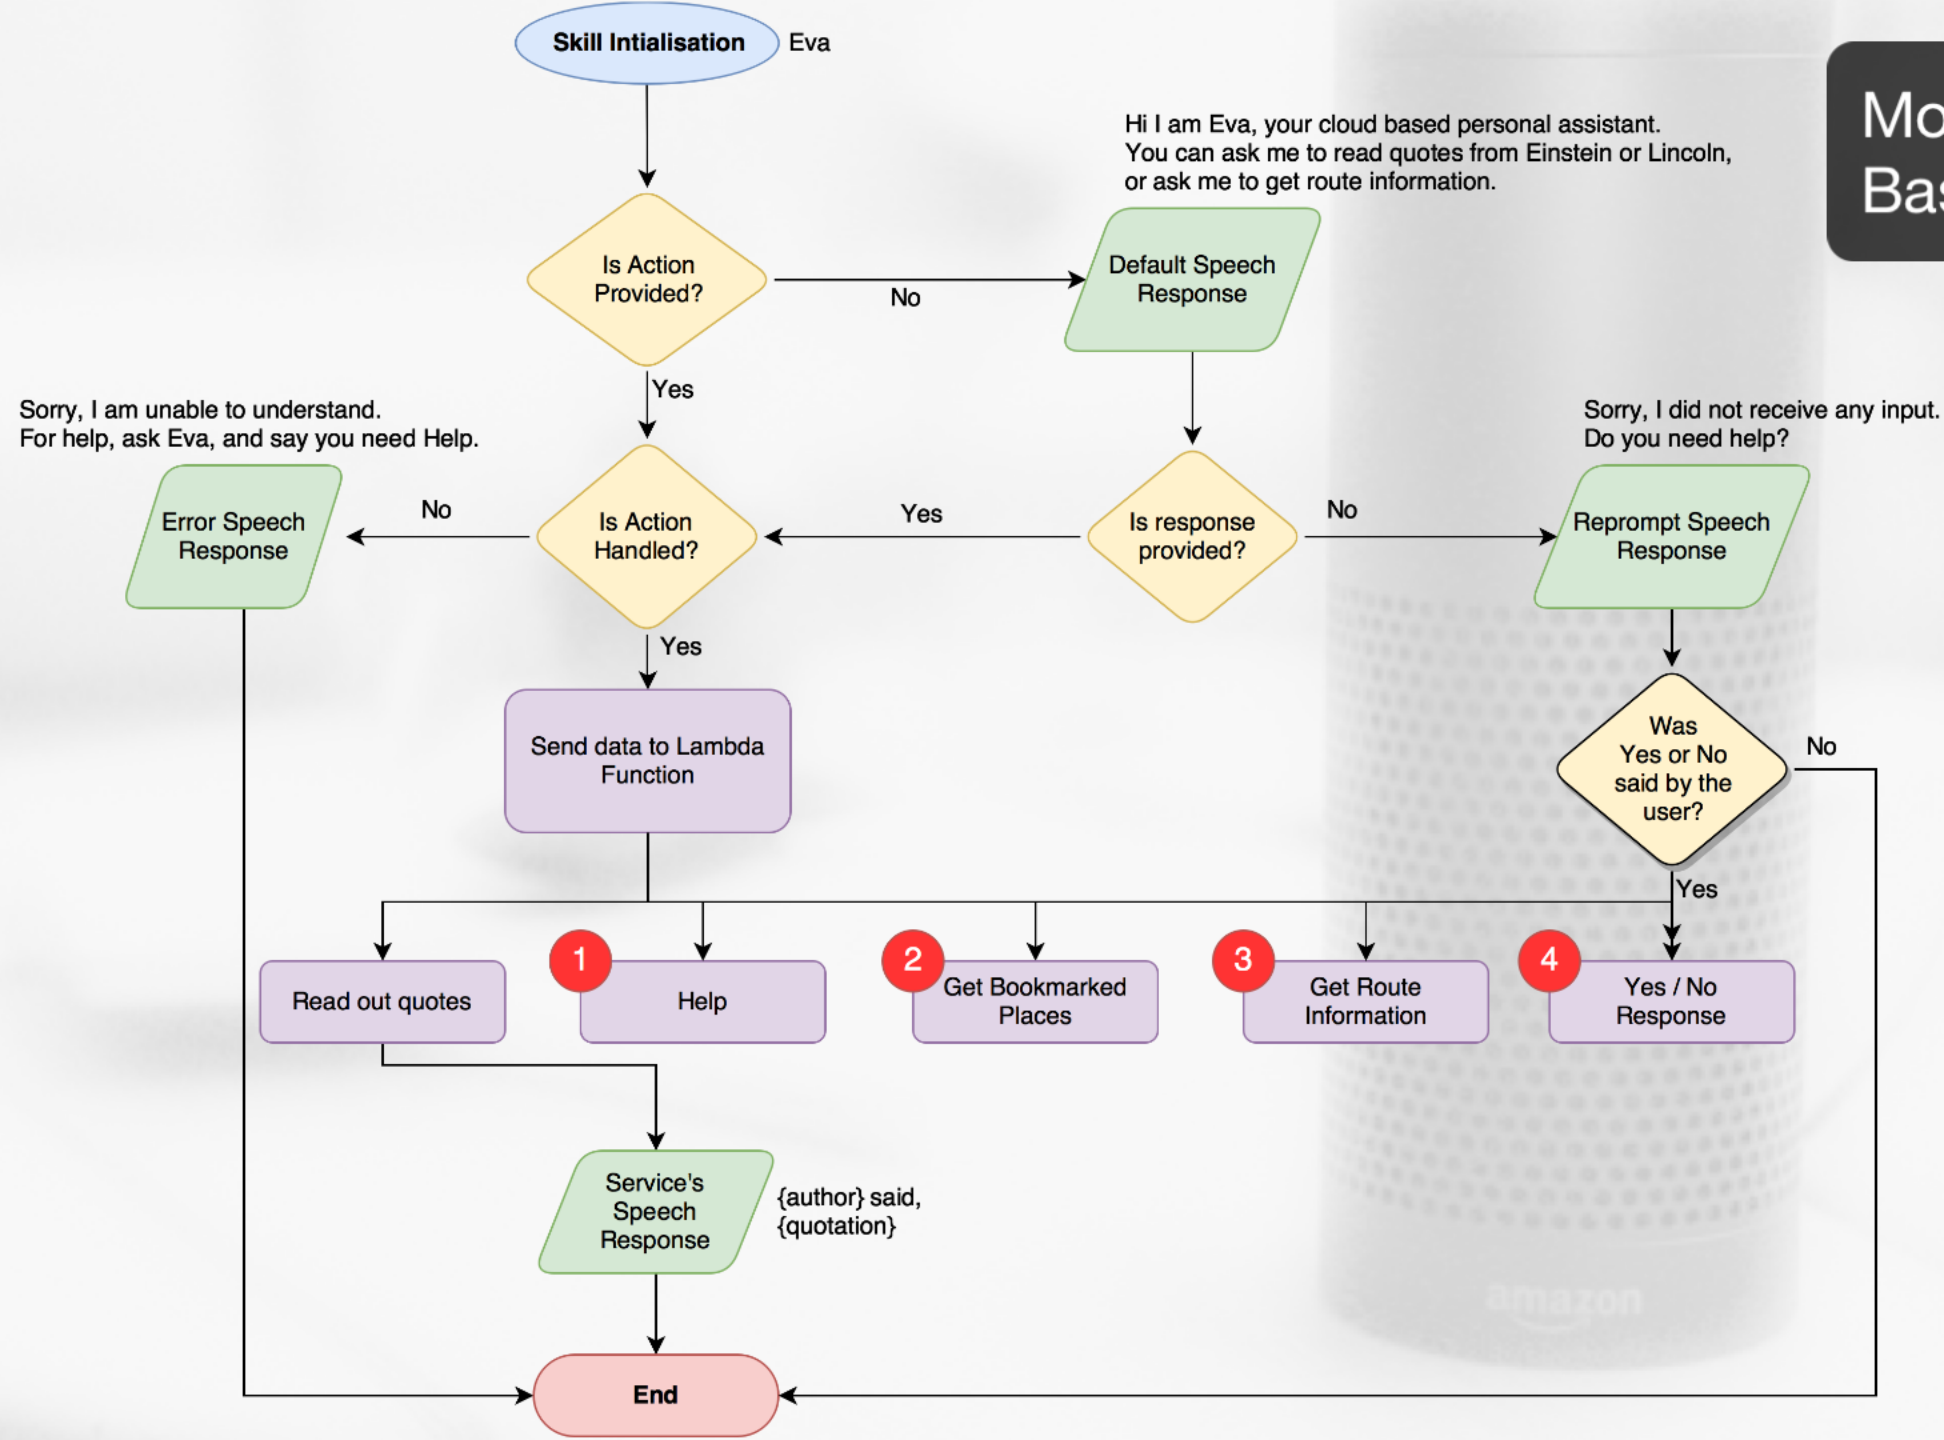 Skill Intialisation
Eva
Hi I am Eva, your cloud based personal assistant.
You can ask me to read quotes from Einstein or Lincoln,
or ask me to get route information.
Mo
Bas
Is Action
Provided?
No
Default Speech
Response
Yes
Sorry, I am unable to understand.
For help, ask Eva, and say you need Help.
Sorry, I did not receive any input.
Do you need help?
Error Speech
Response
No
Is Action
Handled?
Yes
Is response
provided?
No
Reprompt Speech
Response
Yes
Send data to Lambda
Function
Was
Yes or No
said by the
user?
No
Yes
Read out quotes
1
Help
2
Get Bookmarked
Places
3
Get Route
Information
4
Yes / No
Response
Service's
Speech
Response
{author} said,
{quotation}
amazon
End